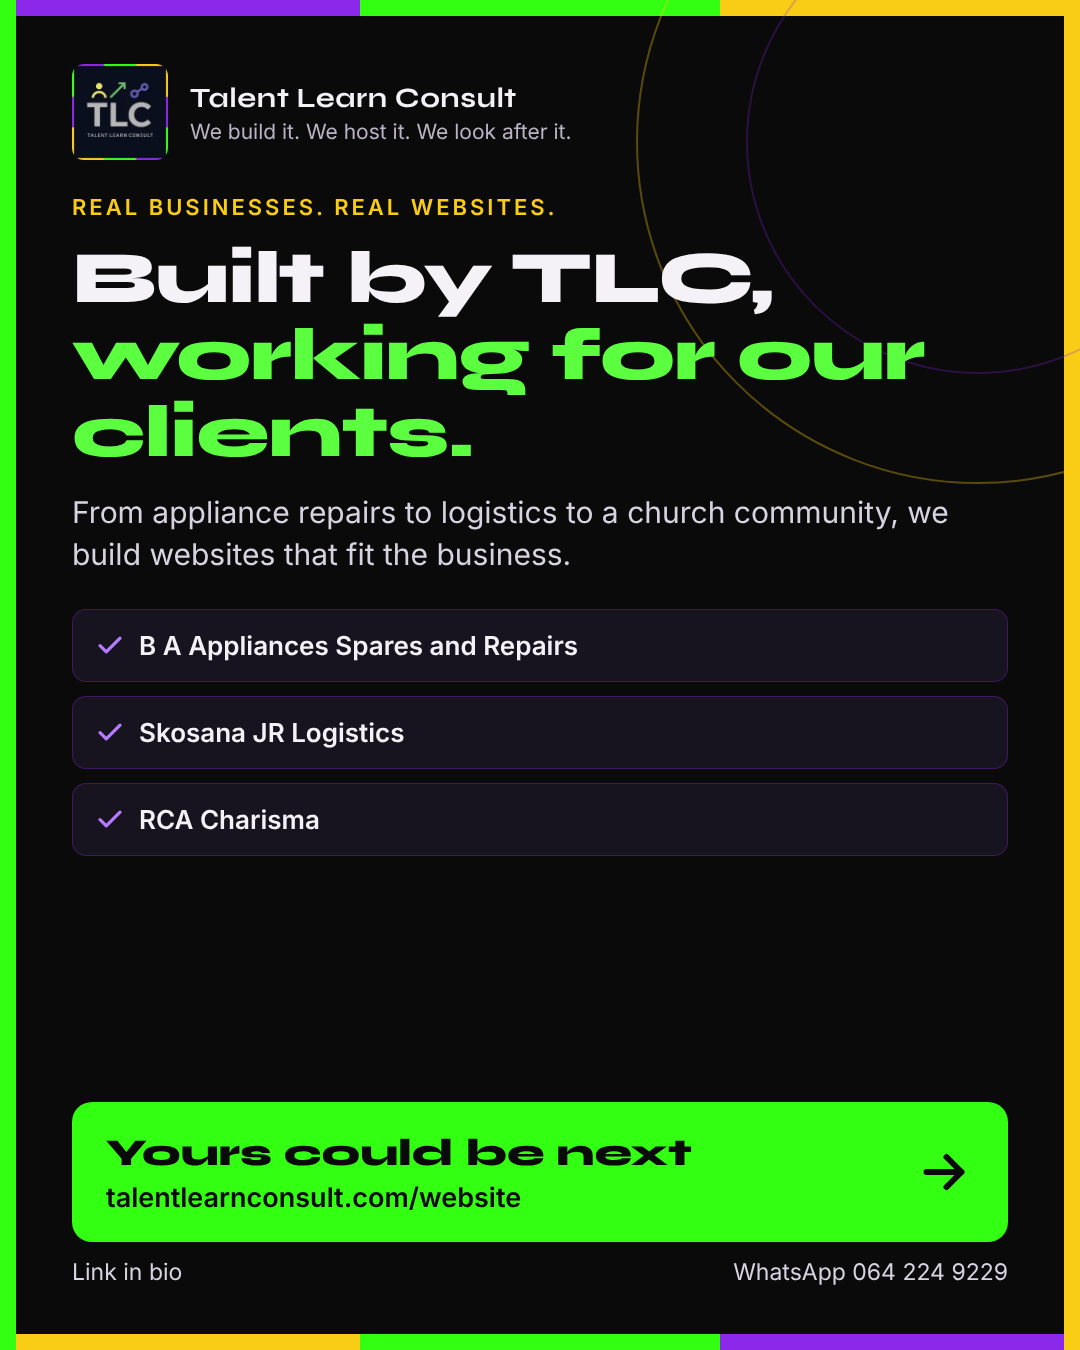 TLC
TALENT LEARN CONSULT
Talent Learn Consult
We build it. We host it. We look after it.
REAL BUSINESSES. REAL WEBSITES.
Built by TLC,
working for our
clients.
From appliance repairs to logistics to a church community, we
build websites that fit the business.
B A Appliances Spares and Repairs
Skosana JR Logistics
RCA Charisma
Yours could be next
talentlearnconsult.com/website
Link in bio
WhatsApp 064 224 9229